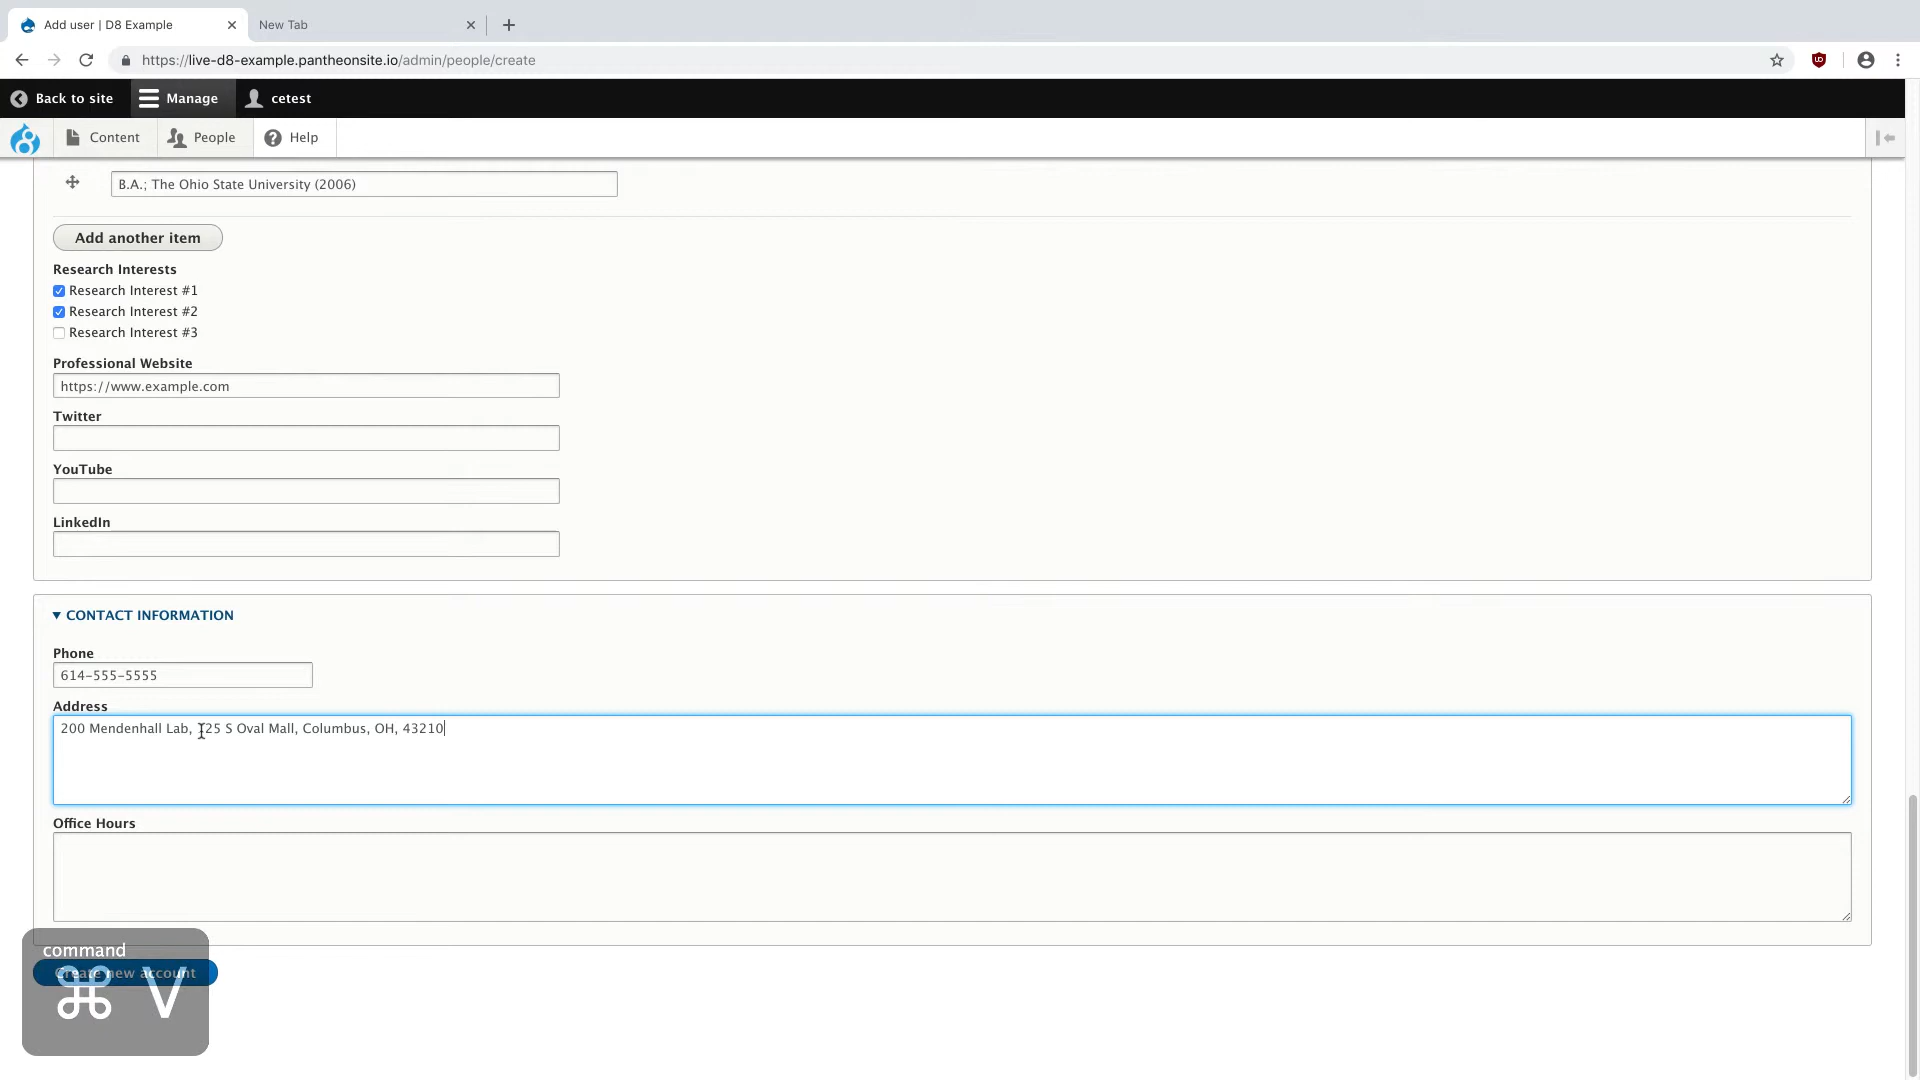 Add user | D8 Example
New Tab
https://live-d8-example.pantheonsite.io/admin/people/create
Back to site
Manage
cetest
Content
People
Help
B.A.; The Ohio State University (2006)
Add another item
Research Interests
Research Interest #1
Research Interest #2
Research Interest #3
Professional Website
https://www.example.com
Twitter
YouTube
LinkedIn
CONTACT INFORMATION
Phone
614-555-5555
Address
200 Mendenhall Lab, 125 S Oval Mall, Columbus, OH, 43210
Office Hours
command
Create new account
⌘ V